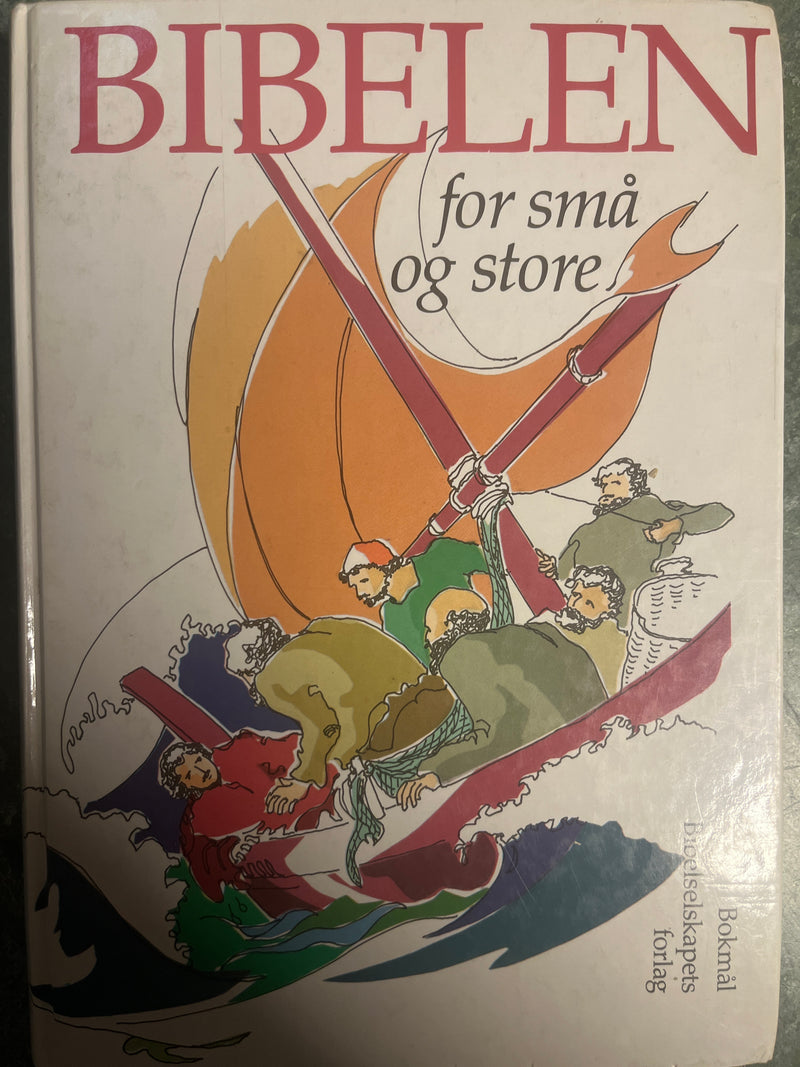 BIBELEN
for små
og store
Bokmål
Bibelselskapets
forlag